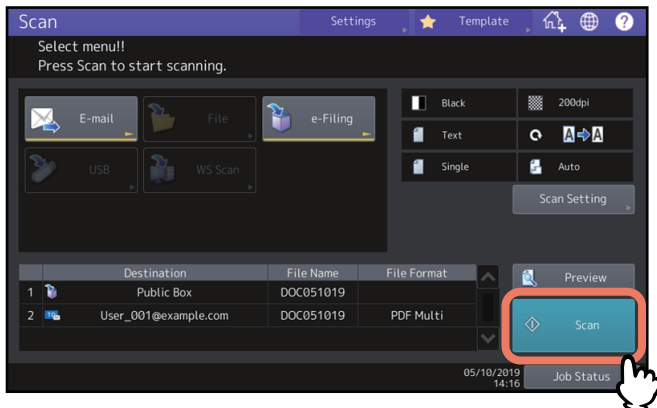 Scan Settings Template ?
Select menu!!
Press Scan to start scanning.
E-mail File e-Filing
USB WS Scan
Black 200dpi
Text A A
Single Auto
Scan Setting
Destination File Name File Format
1 Public Box DOC051019
2 TO User_001@example.com DOC051019 PDF Multi
Preview
Scan
05/10/2019
14:16
Job Status